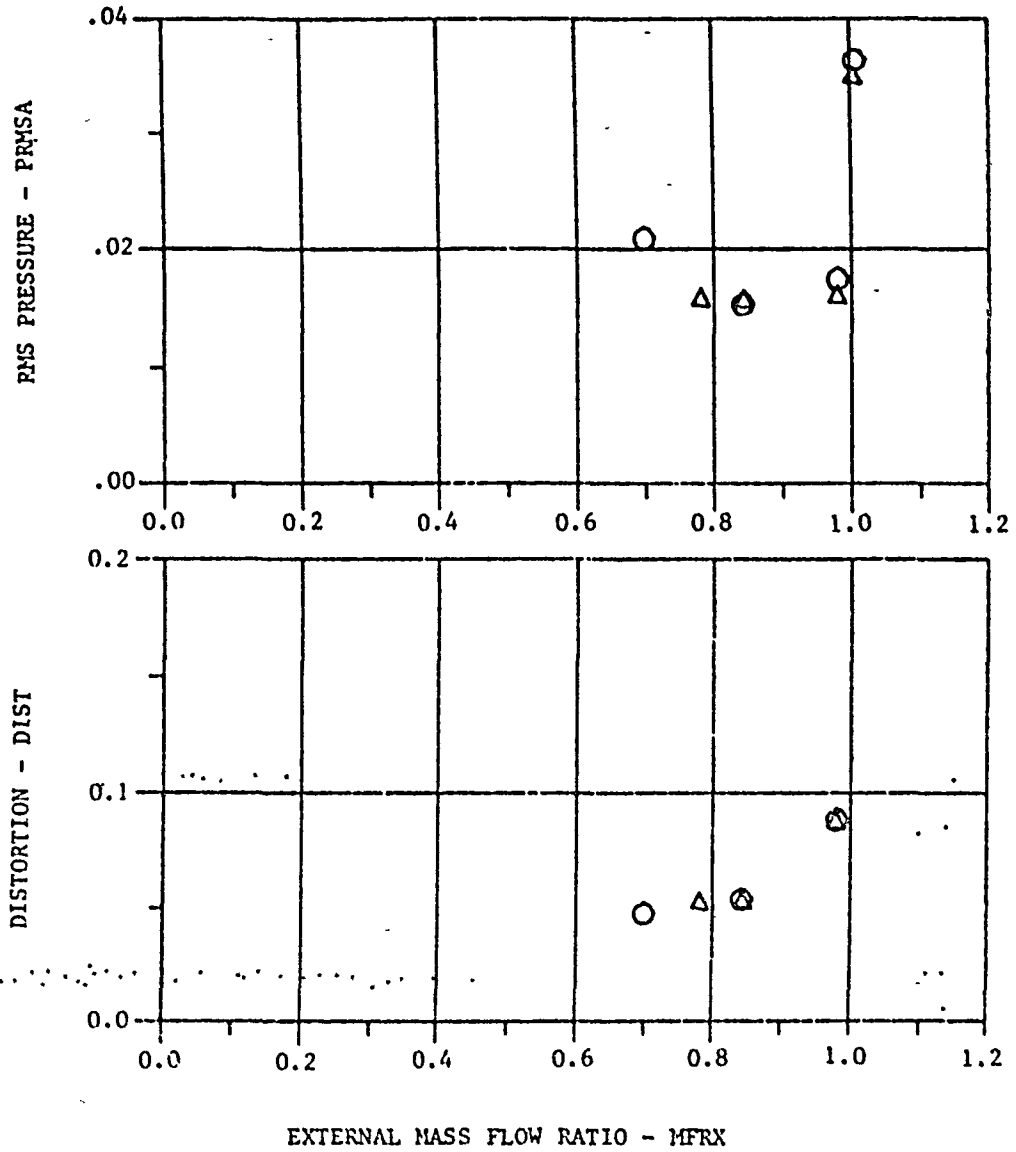 RMS PRESSURE - PRMSA
.04
.02
.00
0.0 0.2 0.4 0.6 0.8 1.0 1.2
DISTORTION - DIST
0.2
0.1
0.0
0.0 0.2 0.4 0.6 0.8 1.0 1.2
EXTERNAL MASS FLOW RATIO - MFRX